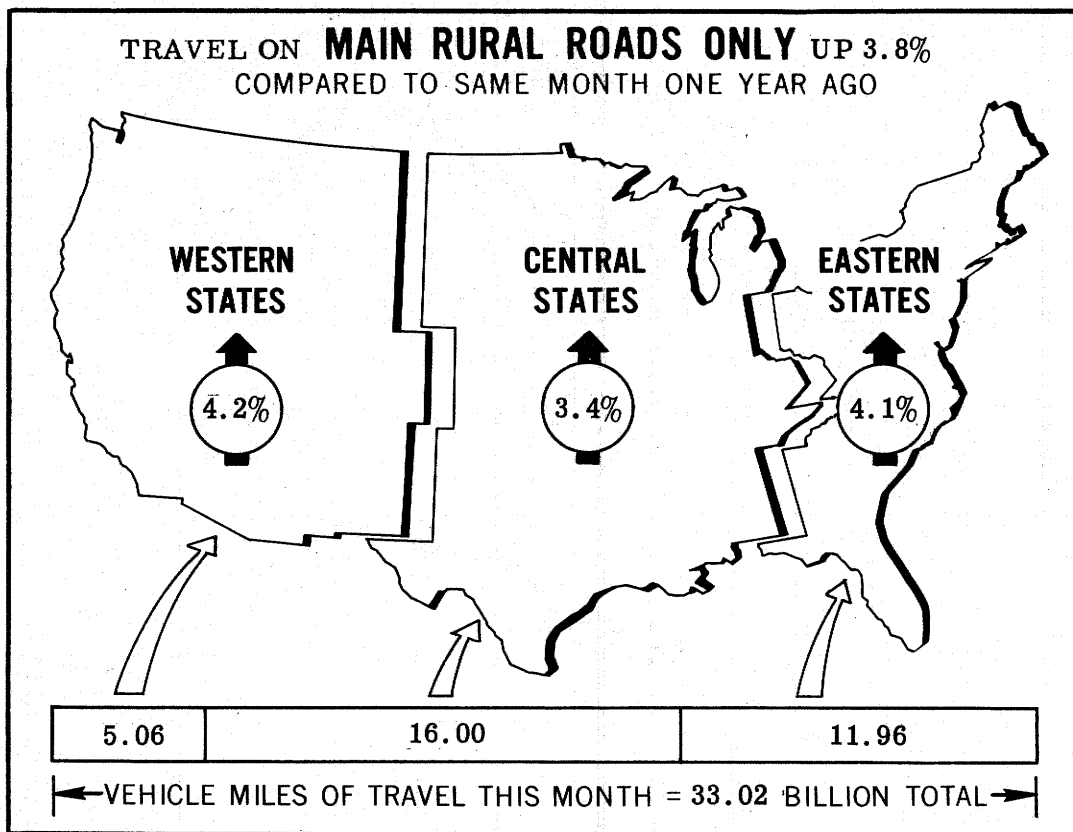 TRAVEL ON MAIN RURAL ROADS ONLY UP 3.8%
COMPARED TO SAME MONTH ONE YEAR AGO
WESTERN
STATES
4.2%
CENTRAL
STATES
3.4%
EASTERN
STATES
4.1%
5.06 16.00 11.96
VEHICLE MILES OF TRAVEL THIS MONTH = 33.02 BILLION TOTAL